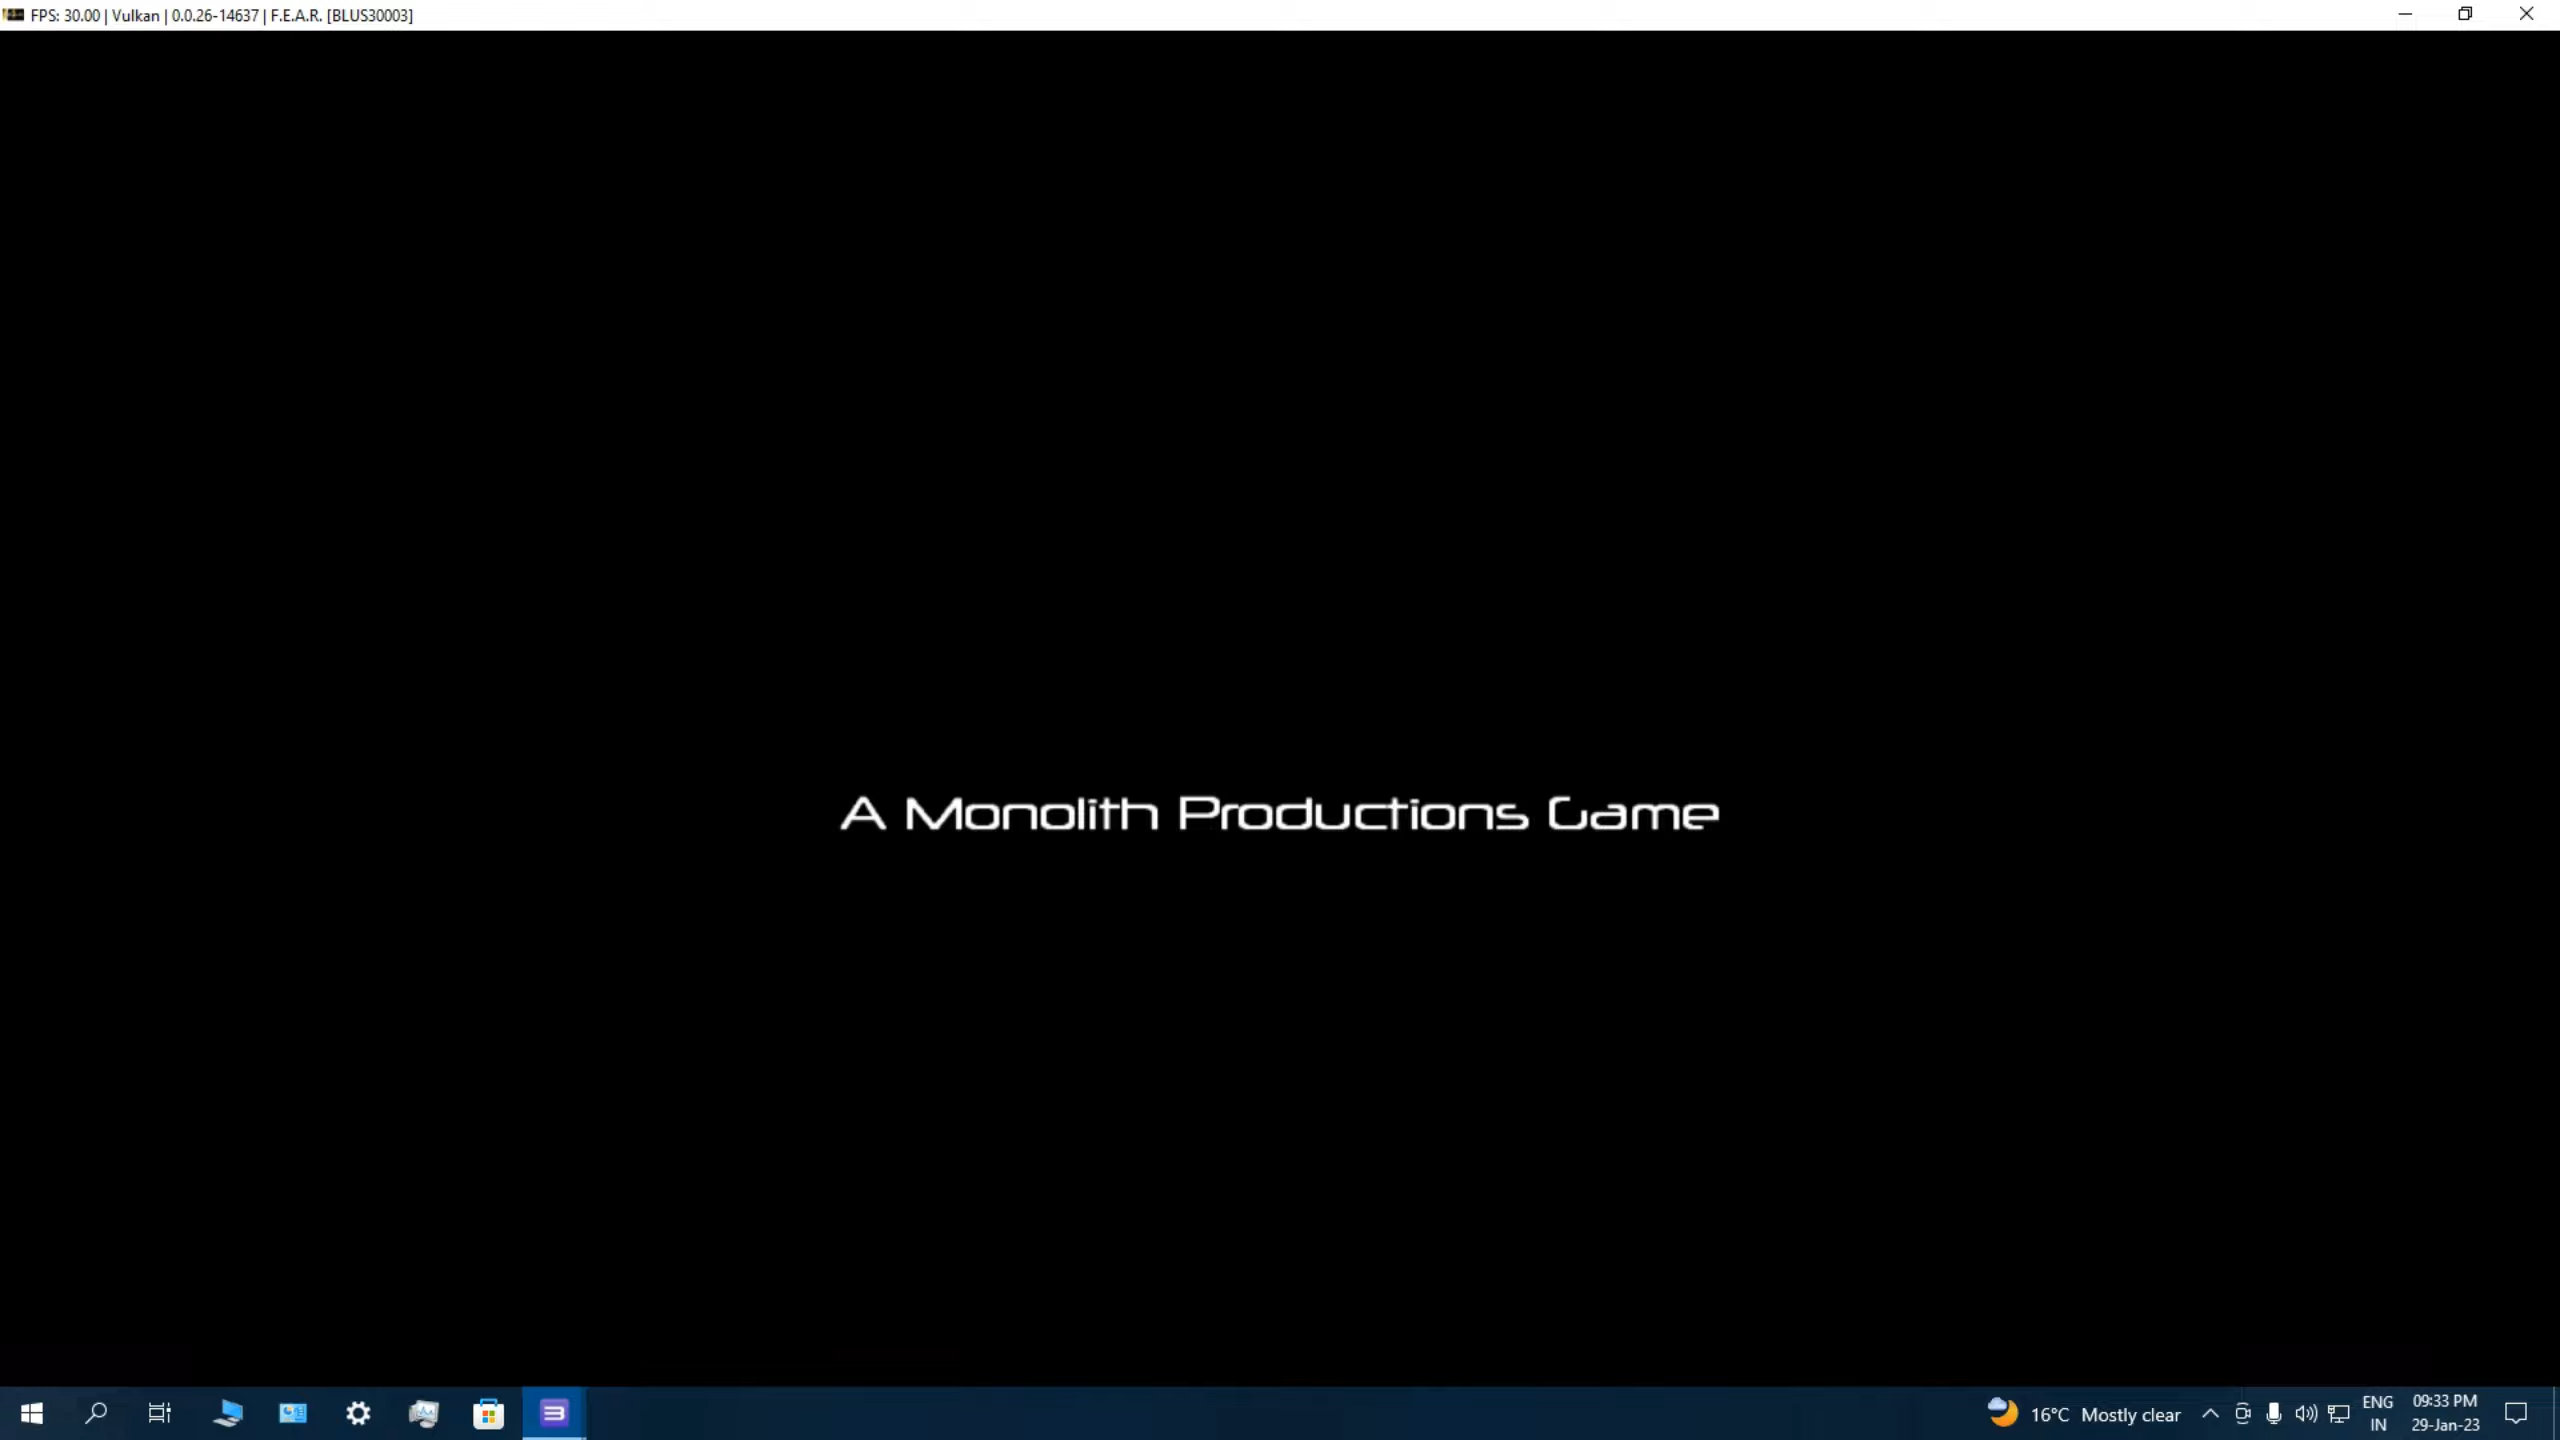 FPS: 30.00 | Vulkan | 0.0.26-14637 | F.E.A.R. [BLUS30003]
A Monolith Productions Game
16°C Mostly clear
ENG
IN
09:33 PM
29-Jan-23